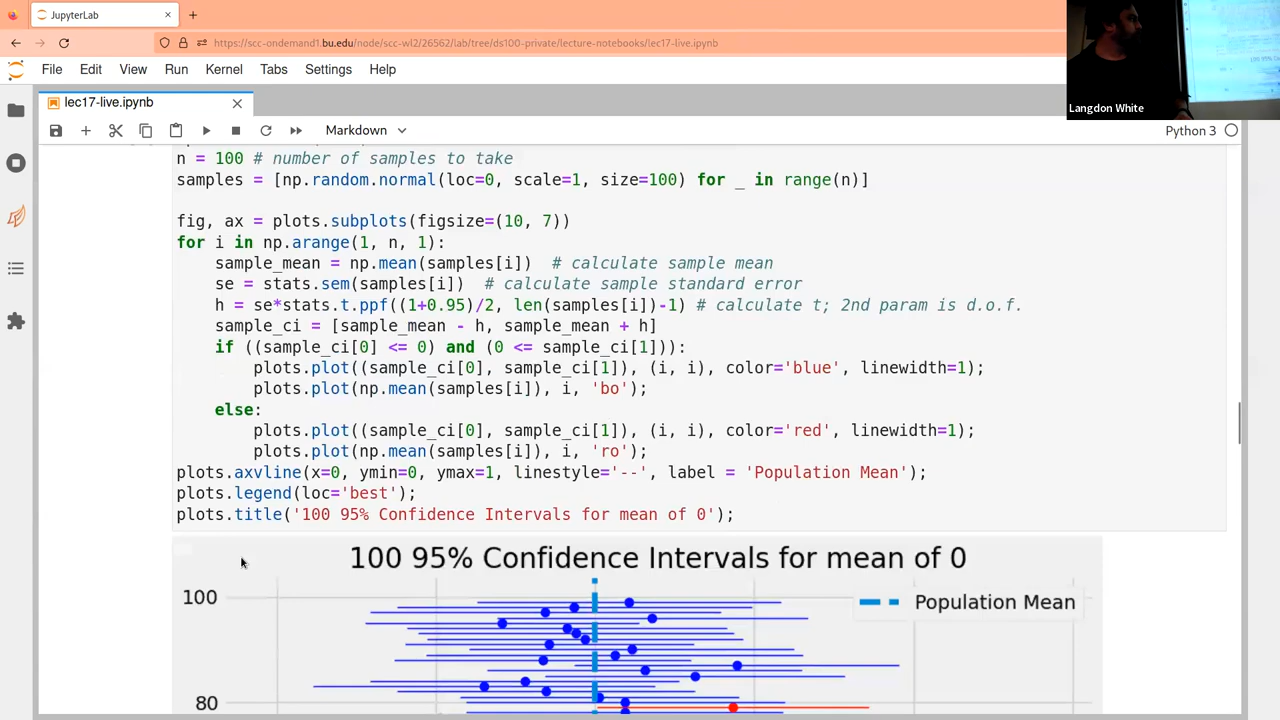 JupyterLab
https://scc-ondemand1.bu.edu/node/scc-wl2/26562/lab/tree/ds100-private/lecture-notebooks/lec17-live.ipynb
File Edit View Run Kernel Tabs Settings Help
lec17-live.ipynb
Langdon White
Markdown
Python 3
n = 100 # number of samples to take
samples = [np.random.normal(loc=0, scale=1, size=100) for _ in range(n)]
fig, ax = plots.subplots(figsize=(10, 7))
for i in np.arange(1, n, 1):
    sample_mean = np.mean(samples[i])  # calculate sample mean
    se = stats.sem(samples[i])  # calculate sample standard error
    h = se*stats.t.ppf((1+0.95)/2, len(samples[i])-1) # calculate t; 2nd param is d.o.f.
    sample_ci = [sample_mean - h, sample_mean + h]
    if ((sample_ci[0] <= 0) and (0 <= sample_ci[1])):
        plots.plot((sample_ci[0], sample_ci[1]), (i, i), color='blue', linewidth=1);
        plots.plot(np.mean(samples[i]), i, 'bo');
    else:
        plots.plot((sample_ci[0], sample_ci[1]), (i, i), color='red', linewidth=1);
        plots.plot(np.mean(samples[i]), i, 'ro');
plots.axvline(x=0, ymin=0, ymax=1, linestyle='--', label = 'Population Mean');
plots.legend(loc='best');
plots.title('100 95% Confidence Intervals for mean of 0');
100 95% Confidence Intervals for mean of 0
100
Population Mean
80